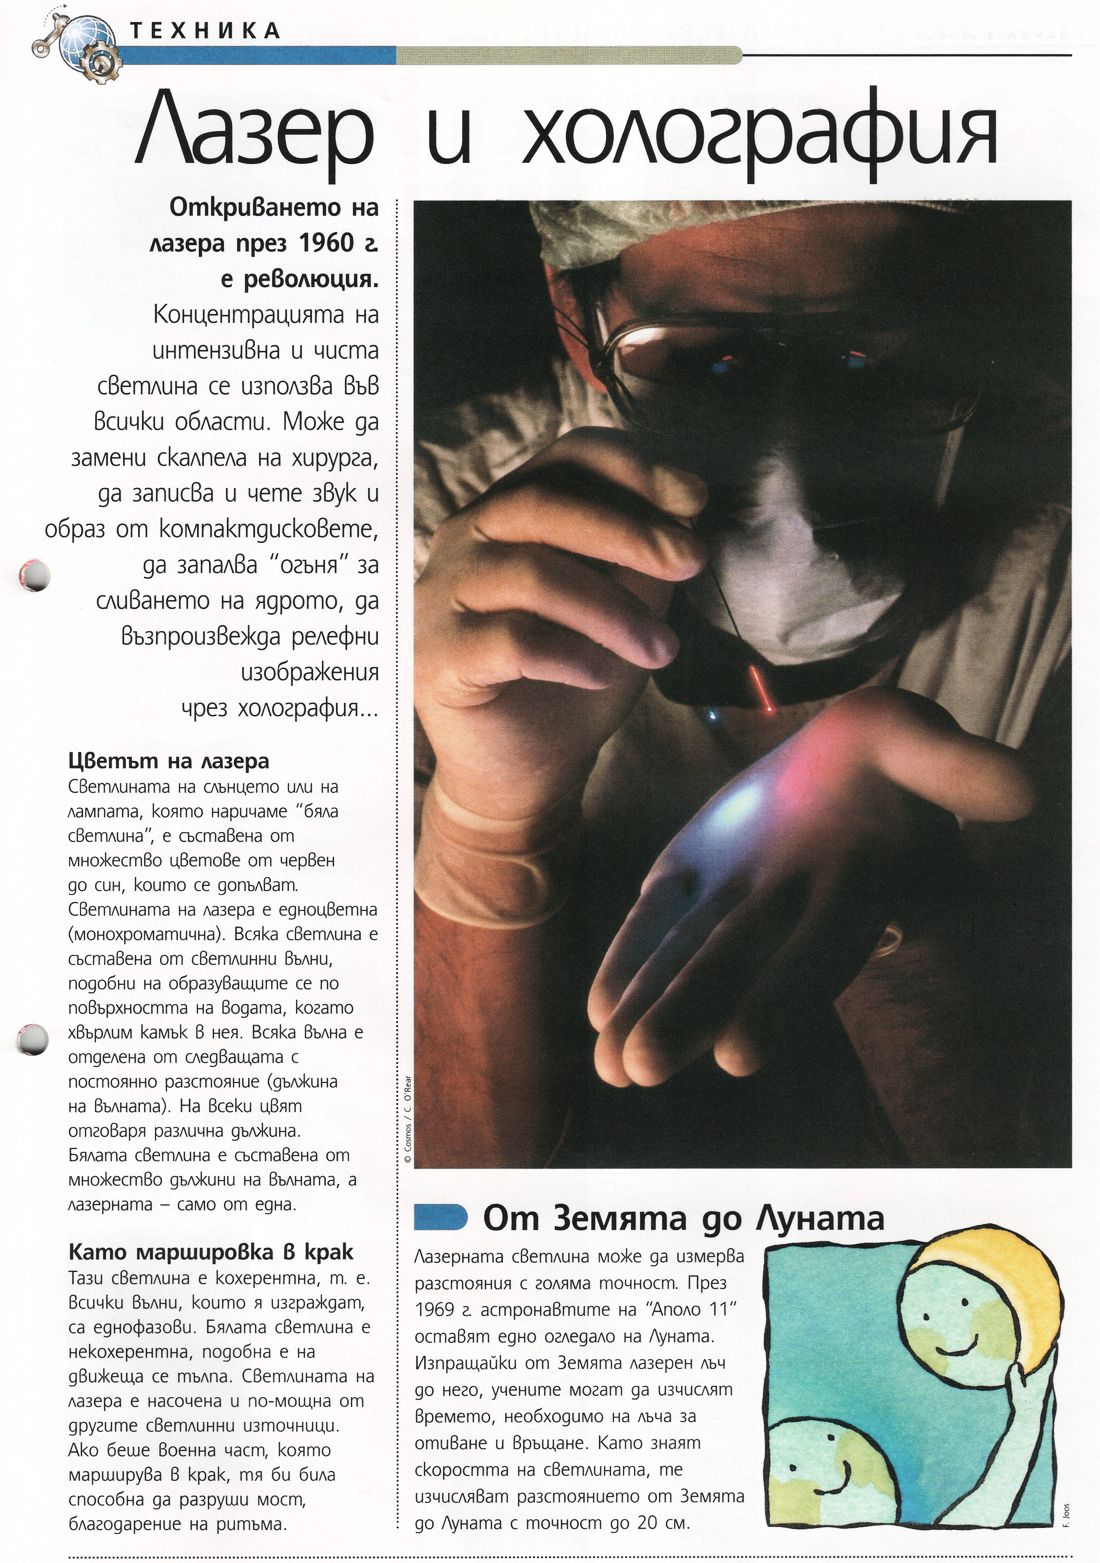 ТЕХНИКА
Лазер и холография
Откриването на
лазера през 1960 г.
е революция.
Концентрацията на
интензивна и чиста
светлина се използва във
всички области. Може да
замени скалпела на хирурга,
да записва и чете звук и
образ от компактдисковете,
да запалва “огъня” за
сливането на ядрото, да
възпроизвежда релефни
изображения
чрез холография...
Цветът на лазера
Светлината на слънцето или на
лампата, която наричаме “бяла
светлина”, е съставена от
множество цветове от червен
до син, които се допълват.
Светлината на лазера е едноцветна
(монохроматична). Всяка светлина е
съставена от светлинни вълни,
подобни на образуващите се по
повърхността на водата, когато
хвърлим камък в нея. Всяка вълна е
отделена от следващата с
постоянно разстояние (дължина
на вълната). На всеки цвят
отговаря различна дължина.
Бялата светлина е съставена от
множество дължини на вълната, а
лазерната – само от една.
Като маршировка в крак
Тази светлина е кохерентна, т. е.
всички вълни, които я изграждат,
са еднофазови. Бялата светлина е
некохерентна, подобна е на
движеща се тълпа. Светлината на
лазера е насочена и по-мощна от
другите светлинни източници.
Ако беше военна част, която
марширува в крак, тя би била
способна да разруши мост,
благодарение на ритъма.
© Cosmos / C. O'Rear
От Земята до Луната
Лазерната светлина може да измерва
разстояния с голяма точност. През
1969 г. астронавтите на “Аполо 11”
оставят едно огледало на Луната.
Изпращайки от Земята лазерен лъч
до него, учените могат да изчислят
времето, необходимо на лъча за
отиване и връщане. Като знаят
скоростта на светлината, те
изчисляват разстоянието от Земята
до Луната с точност до 20 см.
F. Joos